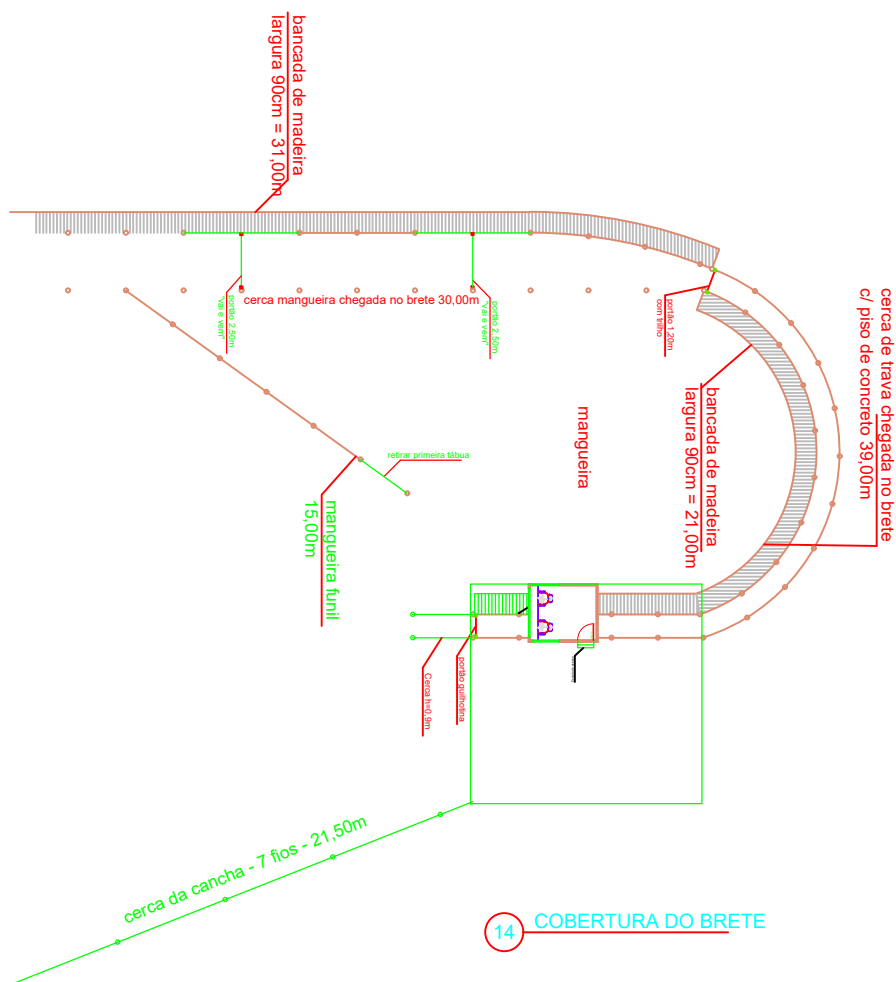 bancada de madeira
largura 90cm = 31,00m
cerca de trava chegada no brete
c/ piso de concreto 39,00m
portão 2,50m
"vai e vem"
cerca mangueira chegada no brete 30,00m
portão 2,50m
"vai e vem"
portão 1,20m
com trilho
bancada de madeira
largura 90cm = 21,00m
mangueira
retirar primeira tábua
mangueira funil
15,00m
portão guilhotina
Cerca h=0,9m
cerca da cancha - 7 fios - 21,50m
14 COBERTURA DO BRETE